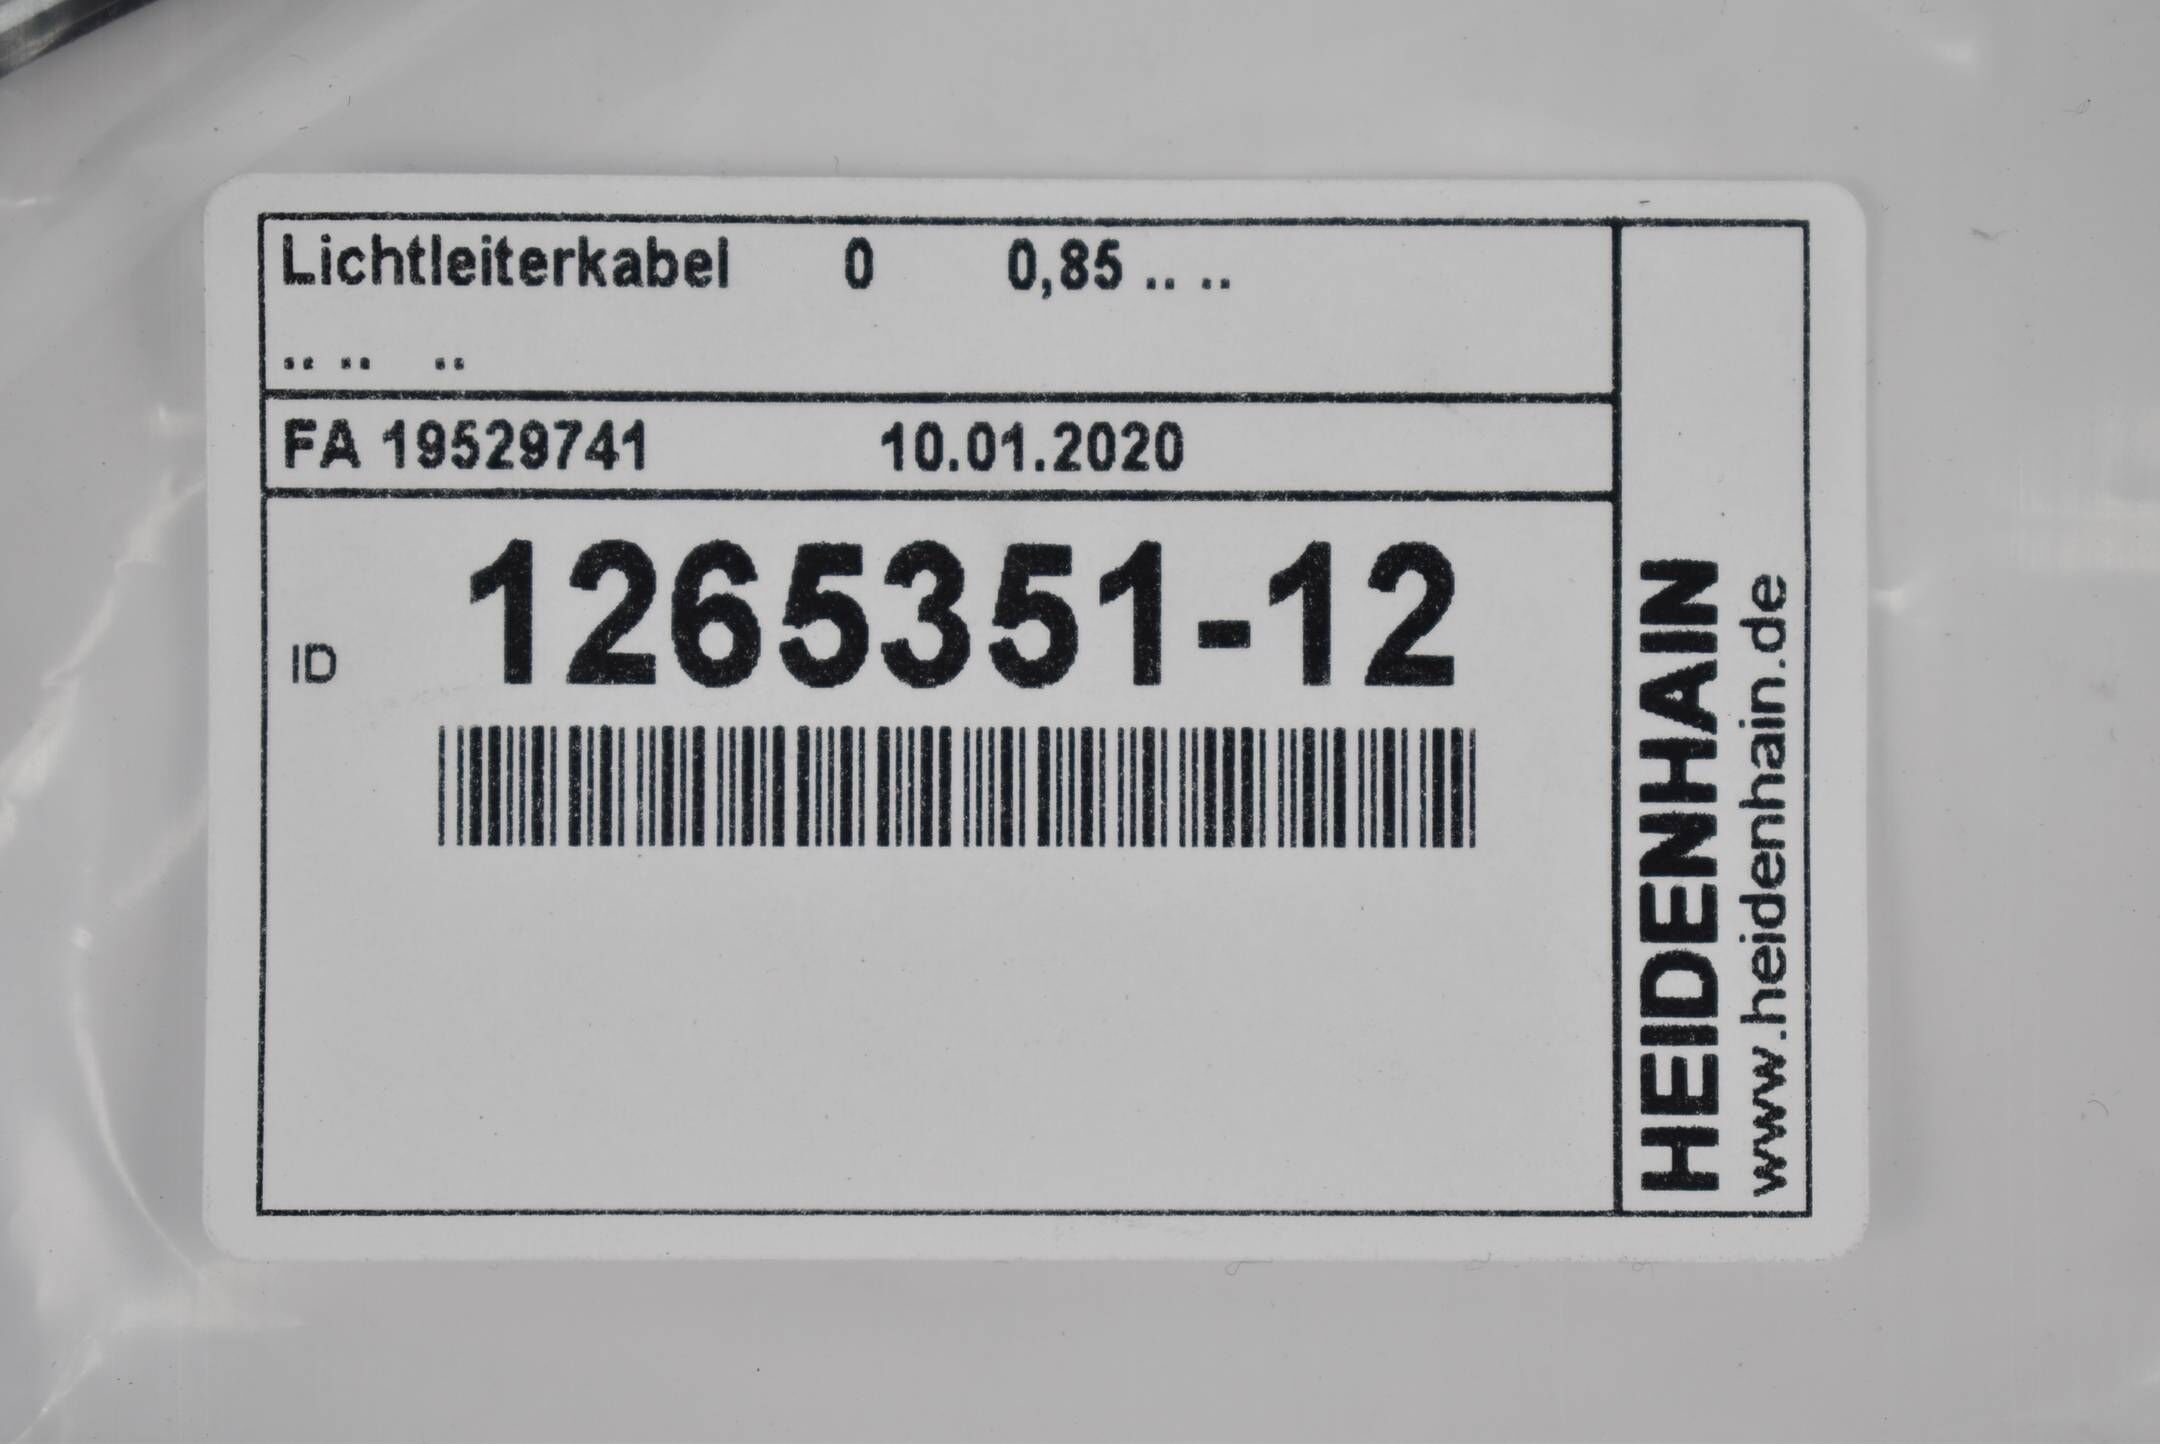 Lichtleiterkabel 0 0,85 .. ..
.. .. ..
FA 19529741 10.01.2020
ID 1265351-12
HEIDENHAIN
www.heidenhain.de